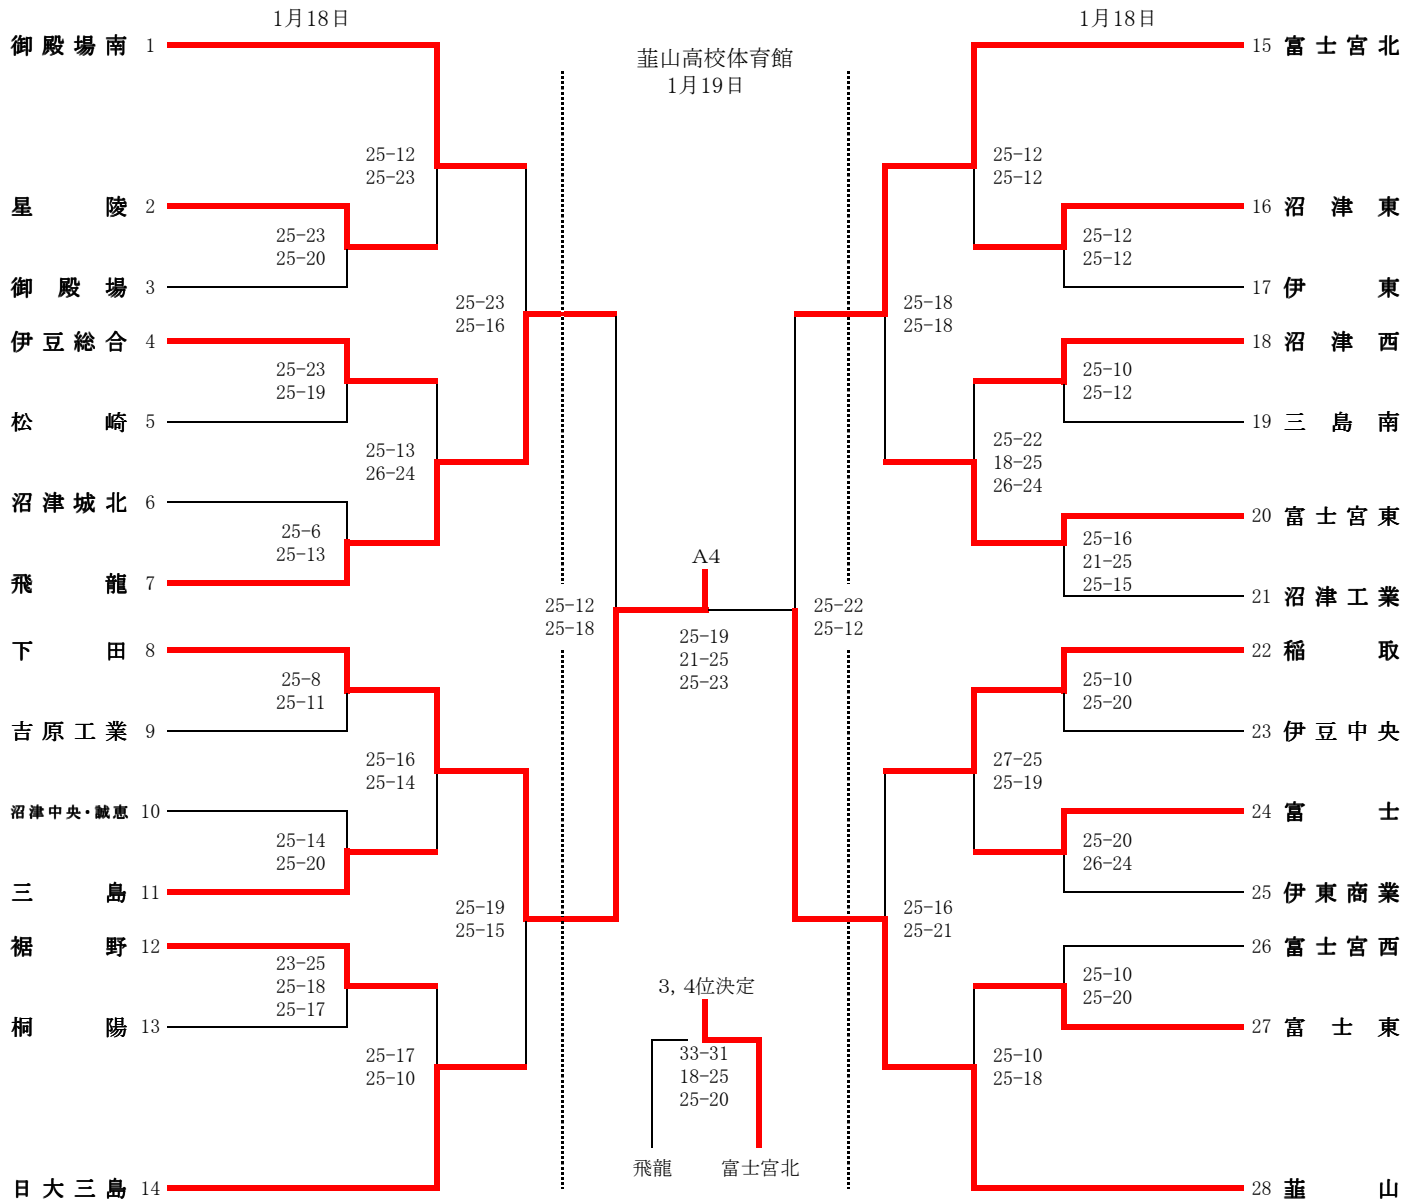 1月18日
1月18日
韮山高校体育館
1月19日
御殿場南 1
25-12
25-23
星陵 2
25-23
25-20
御殿場 3
25-23
25-16
伊豆総合 4
25-23
25-19
松崎 5
25-13
26-24
沼津城北 6
25-6
25-13
飛龍 7
25-12
25-18
下田 8
25-8
25-11
吉原工業 9
25-16
25-14
沼津中央・誠恵 10
25-14
25-20
三島 11
25-19
25-15
裾野 12
23-25
25-18
25-17
桐陽 13
25-17
25-10
日大三島 14
A4
25-19
21-25
25-23
3, 4位決定
33-31
18-25
25-20
飛龍 富士宮北
15 富士宮北
25-12
25-12
16 沼津東
25-12
25-12
17 伊東
25-18
25-18
18 沼津西
25-10
25-12
19 三島南
25-22
18-25
26-24
20 富士宮東
25-16
21-25
25-15
21 沼津工業
25-22
25-12
22 稲取
25-10
25-20
23 伊豆中央
27-25
25-19
24 富士
25-20
26-24
25 伊東商業
25-16
25-21
26 富士宮西
25-10
25-20
27 富士東
25-10
25-18
28 韮山